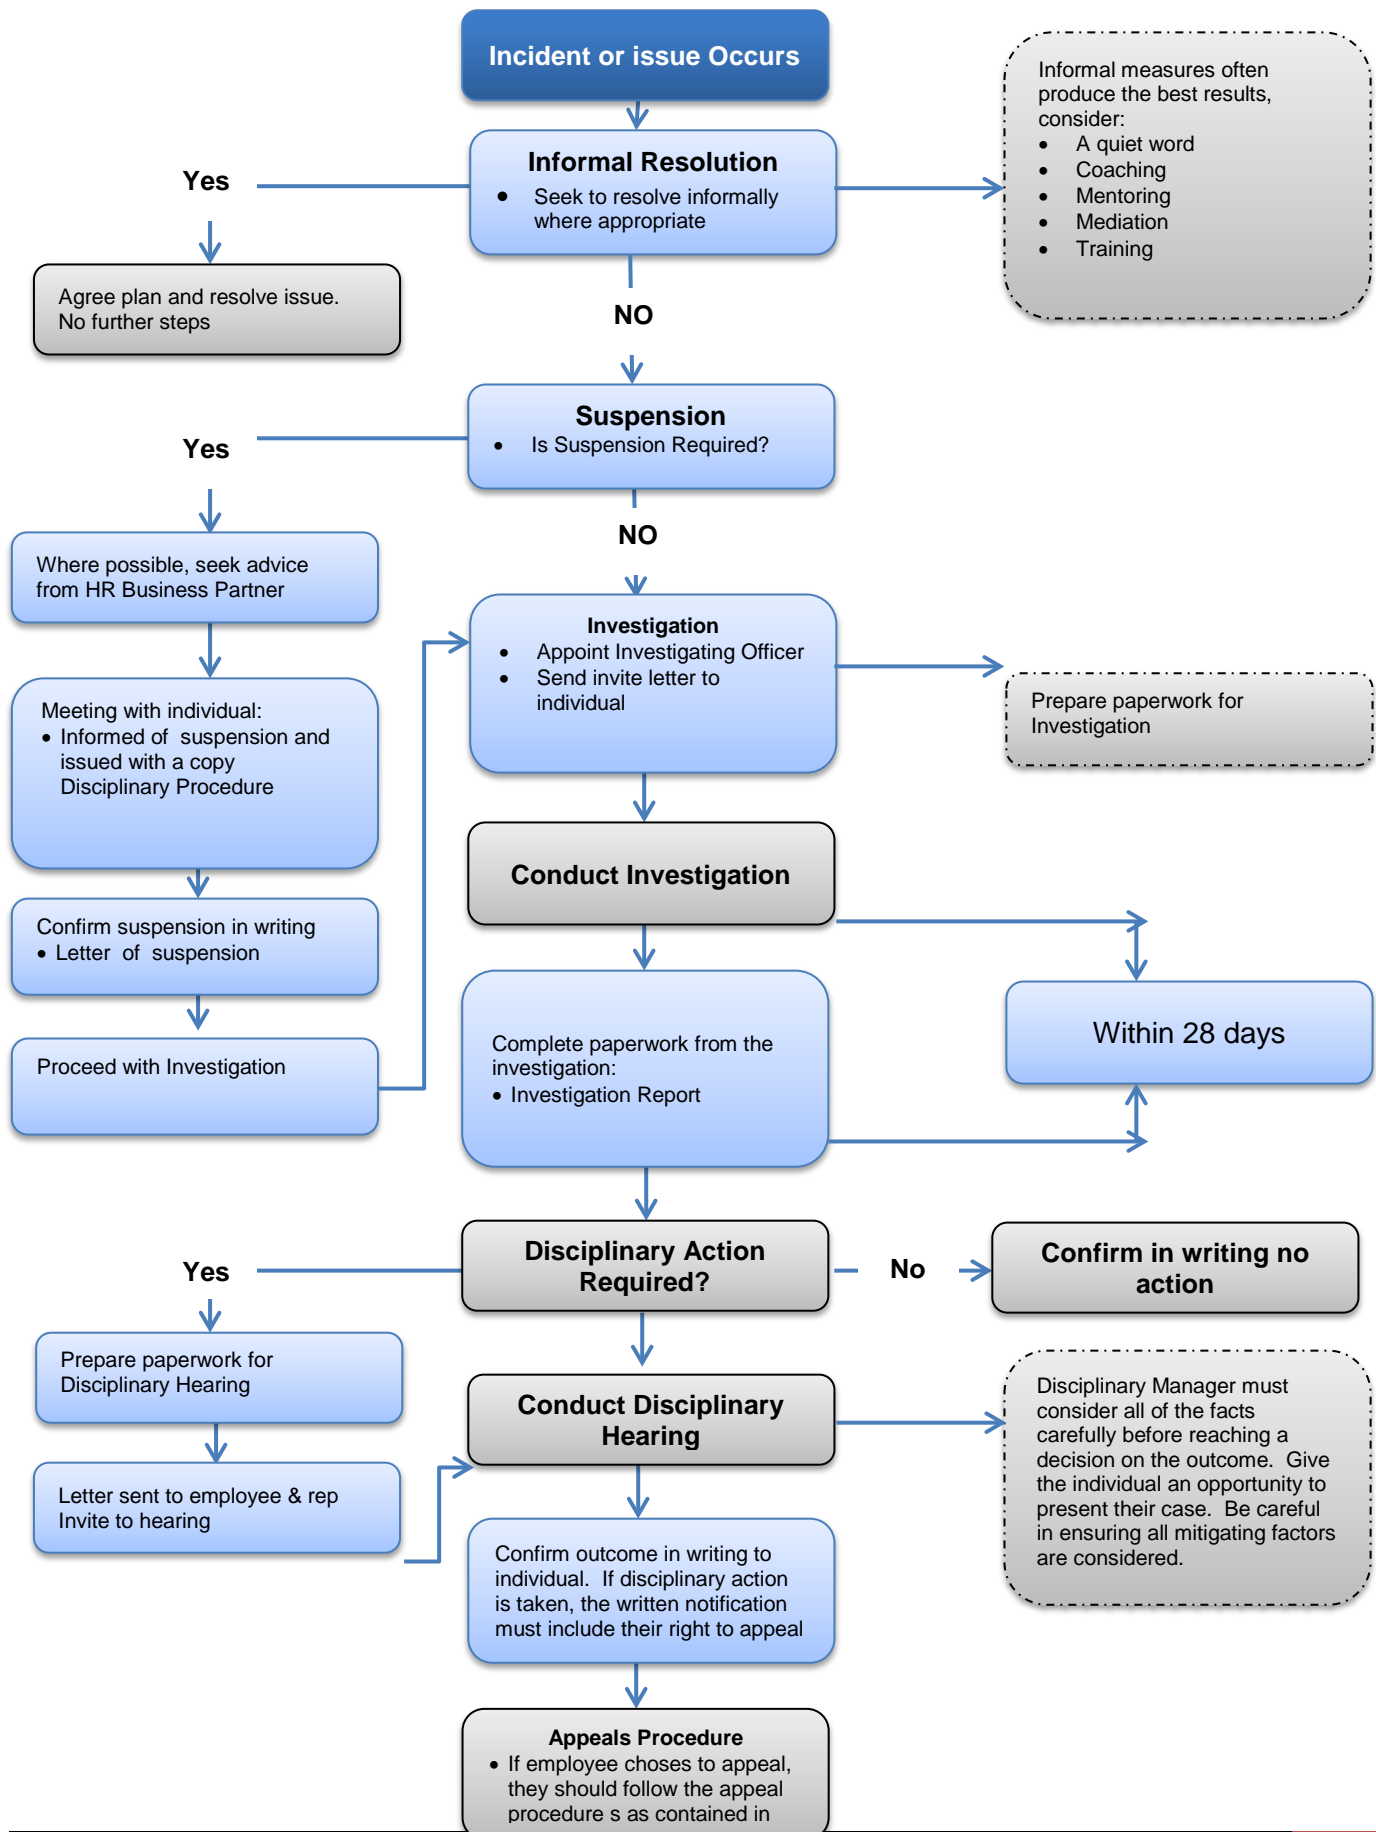 Incident or issue Occurs
Informal measures often
produce the best results,
consider:
• A quiet word
• Coaching
• Mentoring
• Mediation
• Training
Informal Resolution
• Seek to resolve informally
where appropriate
Yes
Agree plan and resolve issue.
No further steps
NO
Suspension
• Is Suspension Required?
Yes
NO
Where possible, seek advice
from HR Business Partner
Investigation
• Appoint Investigating Officer
• Send invite letter to
individual
Prepare paperwork for
Investigation
Meeting with individual:
• Informed of  suspension and
issued with a copy
Disciplinary Procedure
Conduct Investigation
Confirm suspension in writing
• Letter  of  suspension
Within 28 days
Proceed with Investigation
Complete paperwork from the
investigation:
• Investigation Report
Disciplinary Action
Required?
Yes
No
Confirm in writing no
action
Prepare paperwork for
Disciplinary Hearing
Conduct Disciplinary
Hearing
Disciplinary Manager must
consider all of the facts
carefully before reaching a
decision on the outcome.  Give
the individual an opportunity to
present their case.  Be careful
in ensuring all mitigating factors
are considered.
Letter sent to employee & rep
Invite to hearing
Confirm outcome in writing to
individual.  If disciplinary action
is taken, the written notification
must include their right to appeal
Appeals Procedure
• If employee choses to appeal,
they should follow the appeal
procedure s as contained in